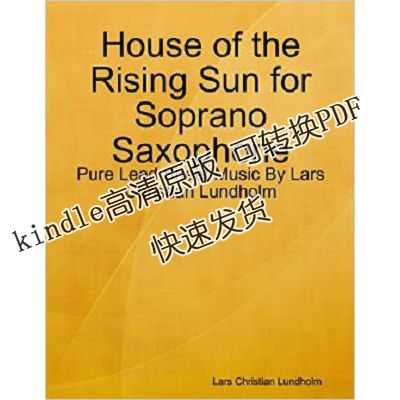 House of the
Rising Sun for
Soprano
Saxophone
Pure Lead Music By Lars
Lundholm
kindle高清原版 可转换PDF
快速发货
Lars Christian Lundholm